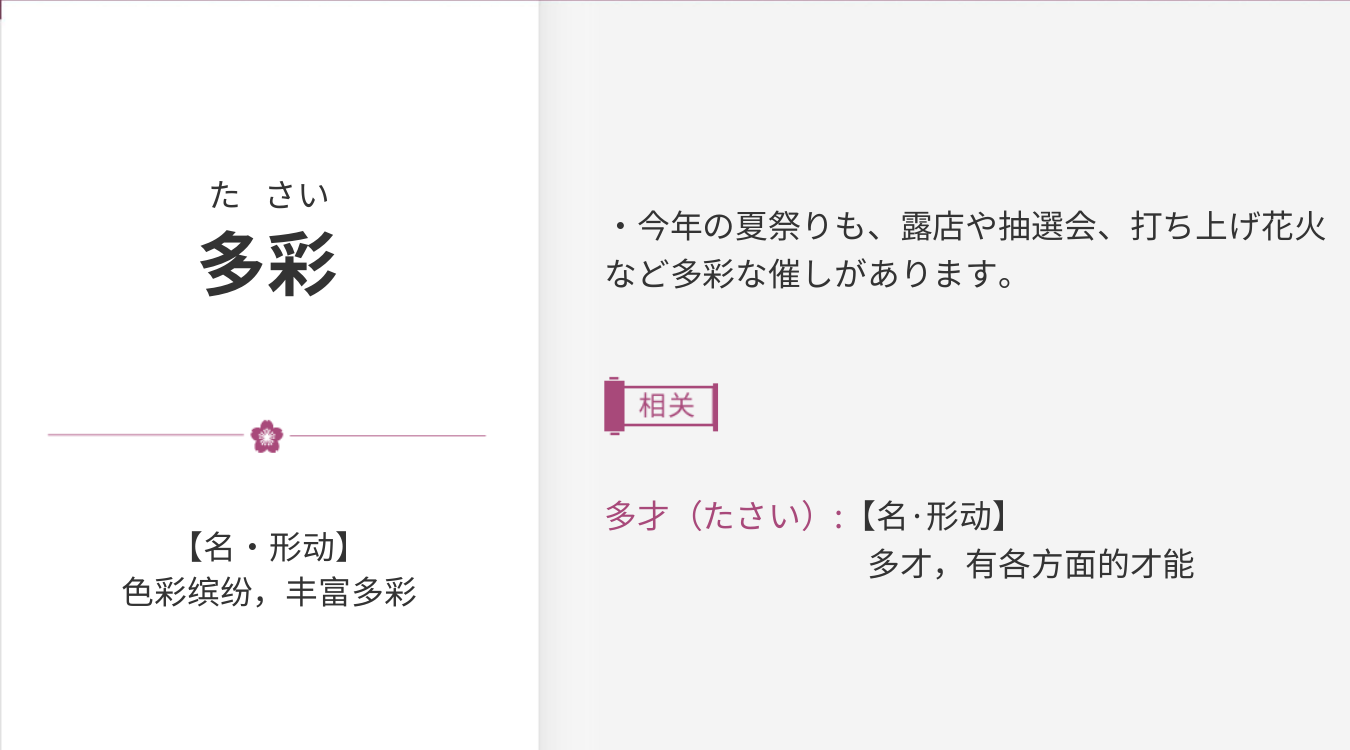 た さい
多彩
【名・形动】
色彩缤纷，丰富多彩
・今年の夏祭りも、露店や抽選会、打ち上げ花火
など多彩な催しがあります。
相关
多才（たさい）:【名·形动】
多才，有各方面的才能